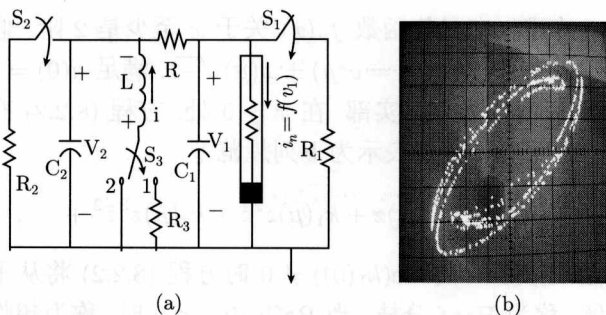 S₂
S₁
R
L
i
+
+
+
V₂
C₂
R₂
S₃
2
1
R₃
C₁
V₁
−
iₙ=f(v₁)
R₁
(a)
(b)